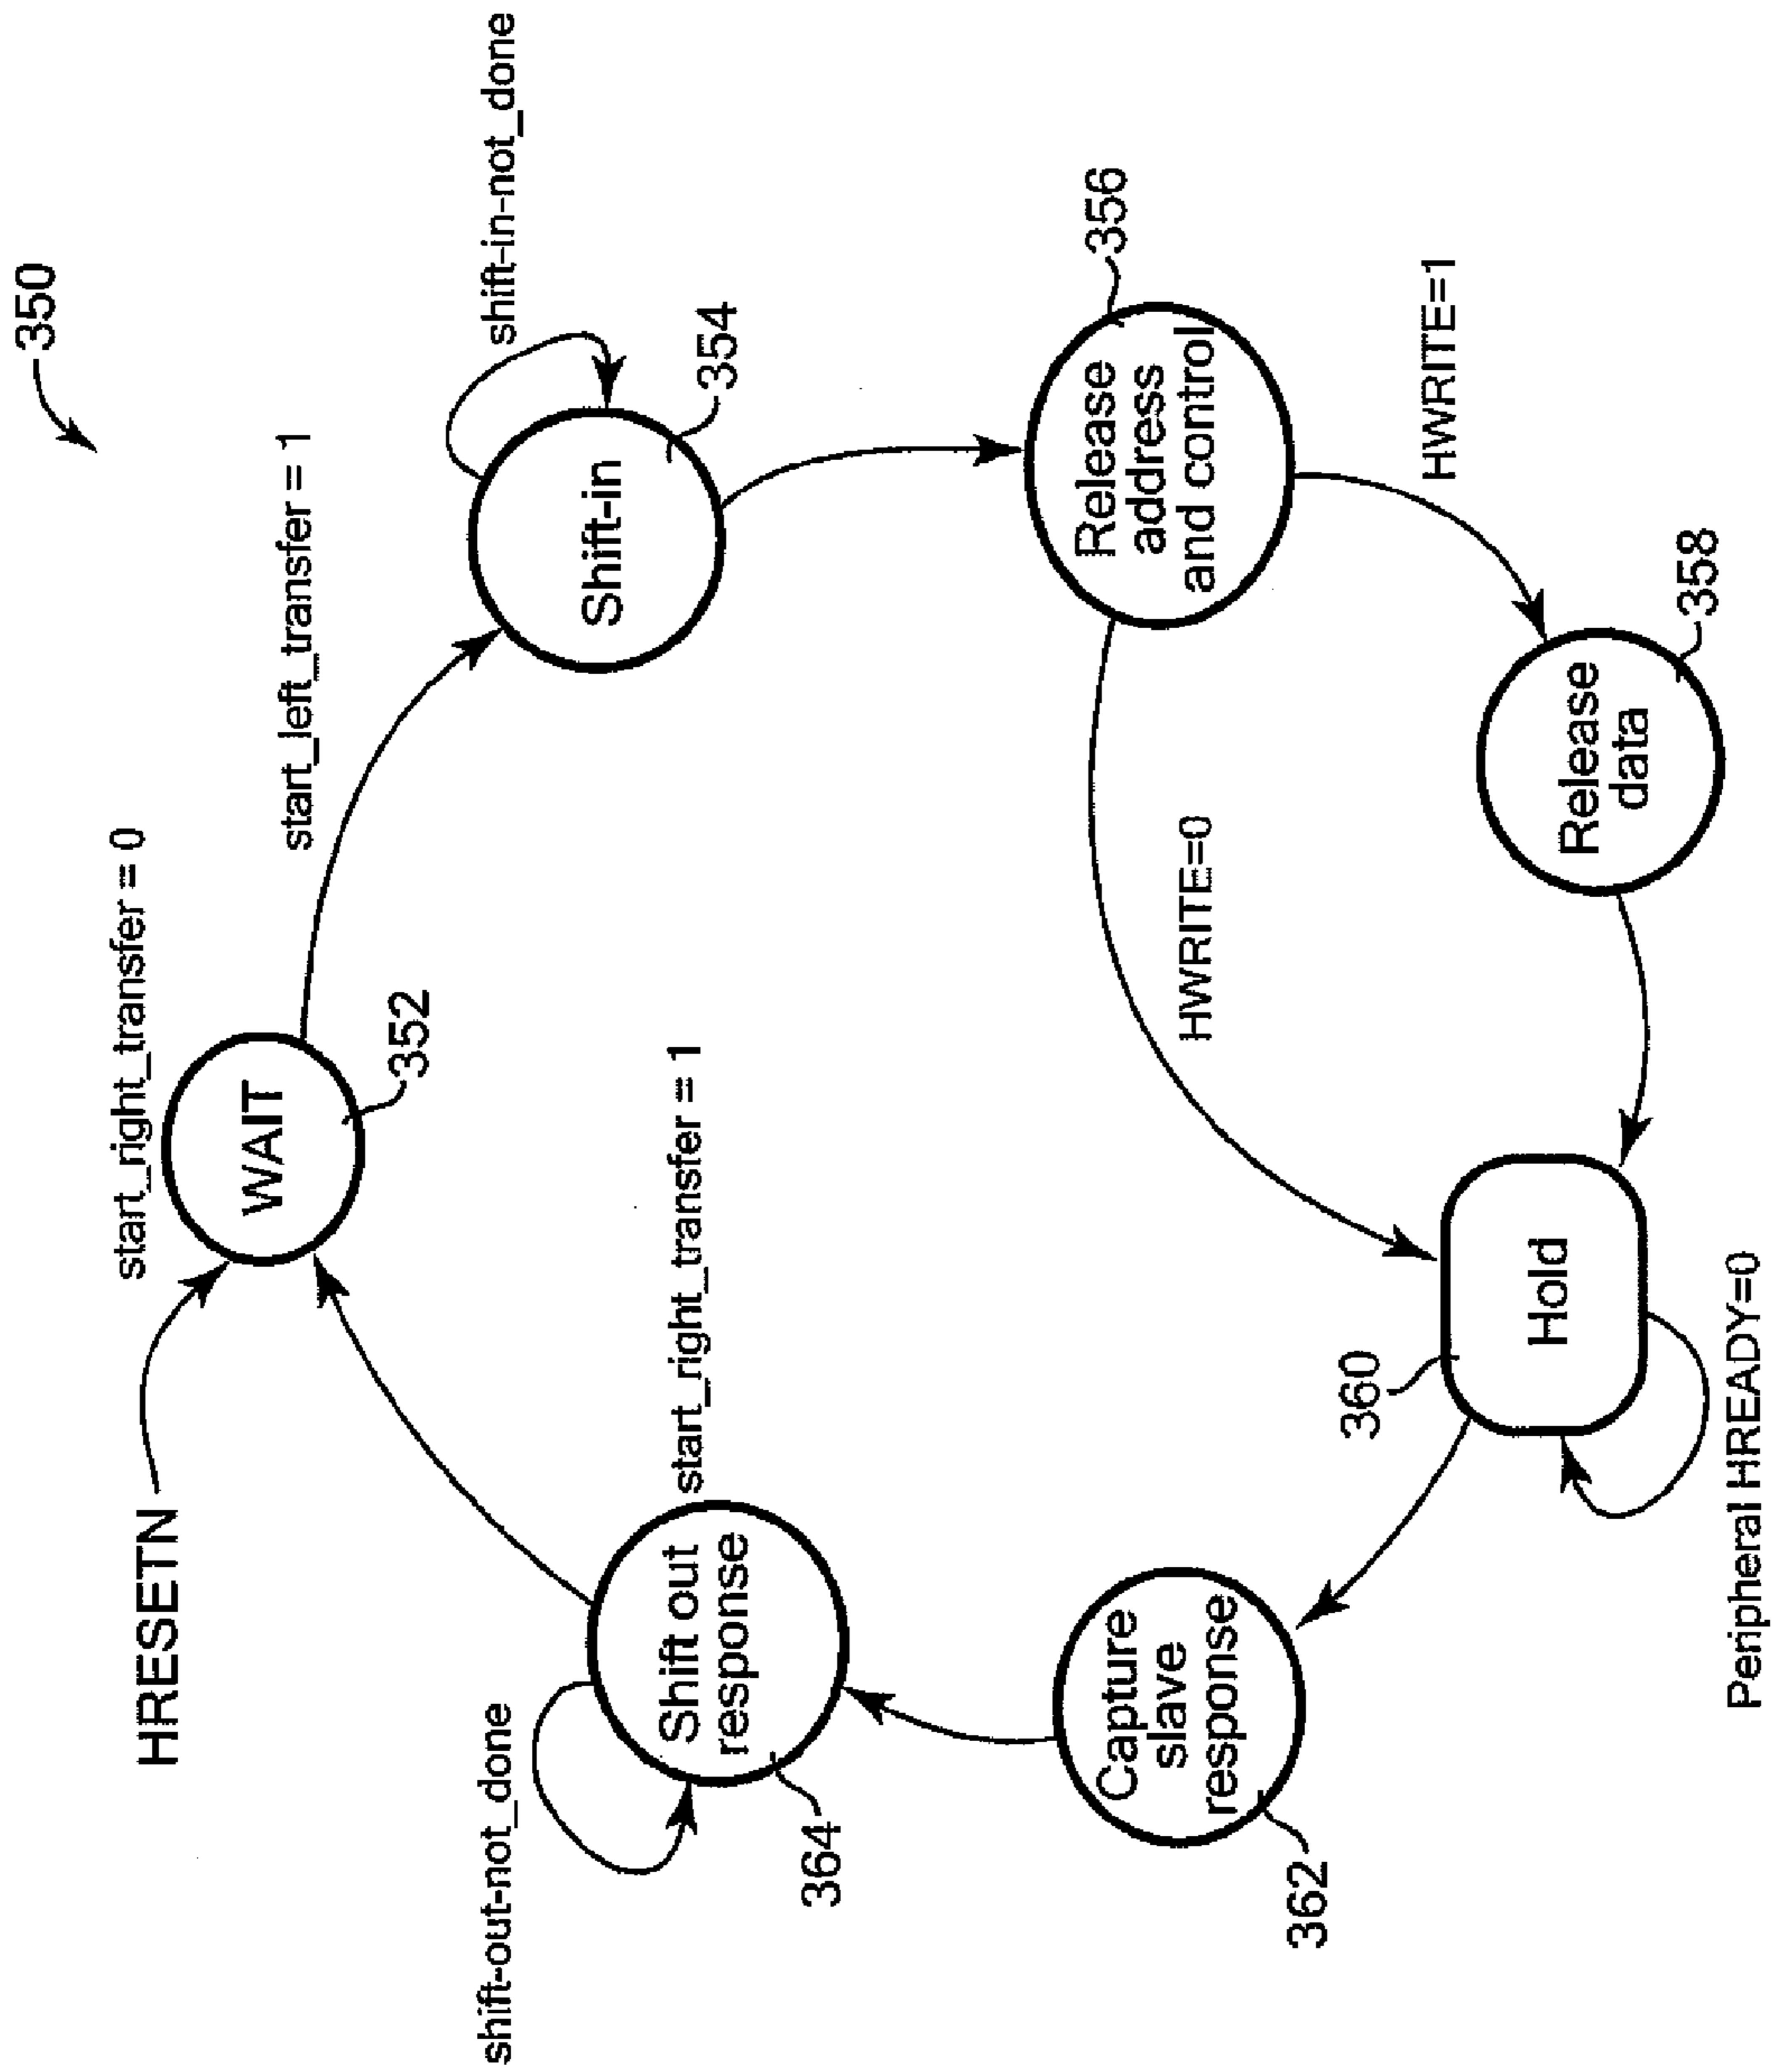 350
HRESETN
start_right_transfer = 0
WAIT
352
start_left_transfer = 1
shift-in-not_done
Shift-in
354
shift-out-not_done
Shift out
response
364
start_right_transfer = 1
Release
address
and control
356
HWRITE=0
HWRITE=1
Capture
slave
response
362
360
Hold
Peripheral HREADY=0
Release
data
358